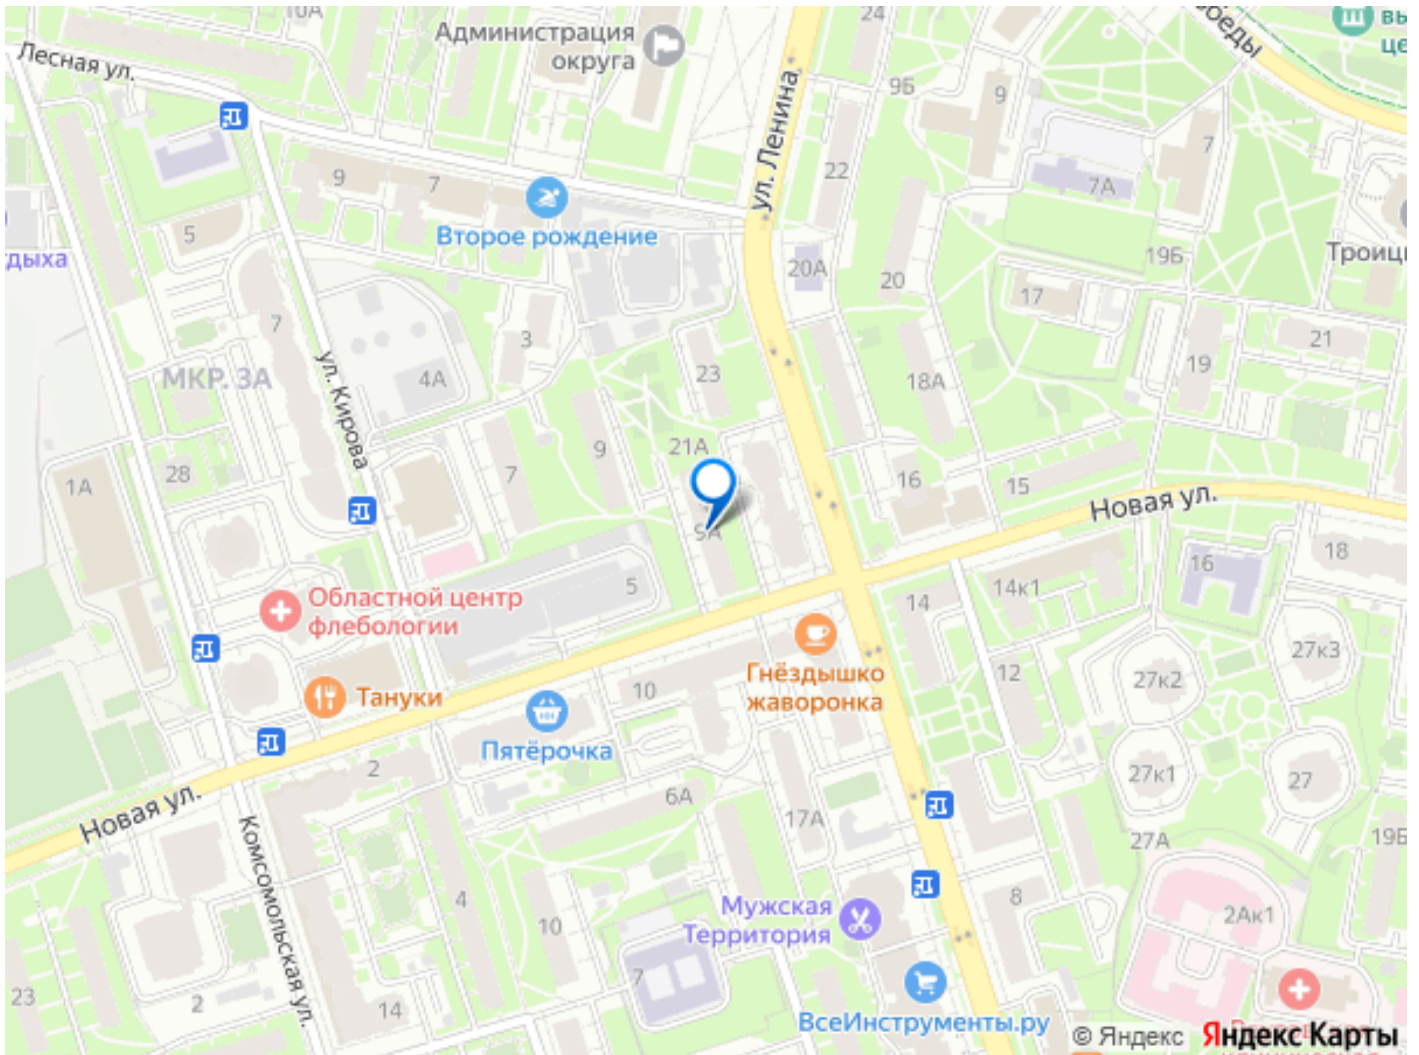 10А
Администрация
округа
24
Победы
Лесная ул.
9Б
9
ул. Ленина
22
7
7А
9
7
Второе рождение
5
дыха
20А
20
19Б
Троиц
17
7
3
21
МКР. 3А
4А
ул. Кирова
23
18А
19
9
21А
7
28
1А
16
15
Новая ул.
5А
5
18
16
14к1
14
Областной центр
флебологии
27к3
Гнёздышко
жаворонка
12
27к2
Тануки
10
Пятёрочка
2
27к1
27
6А
17А
Новая ул.
27А
19Б
Комсомольская ул.
4
10
Мужская
Территория
8
2Ак1
7
23
2
14
ВсеИнструменты.ру
© Яндекс
Яндекс Карты